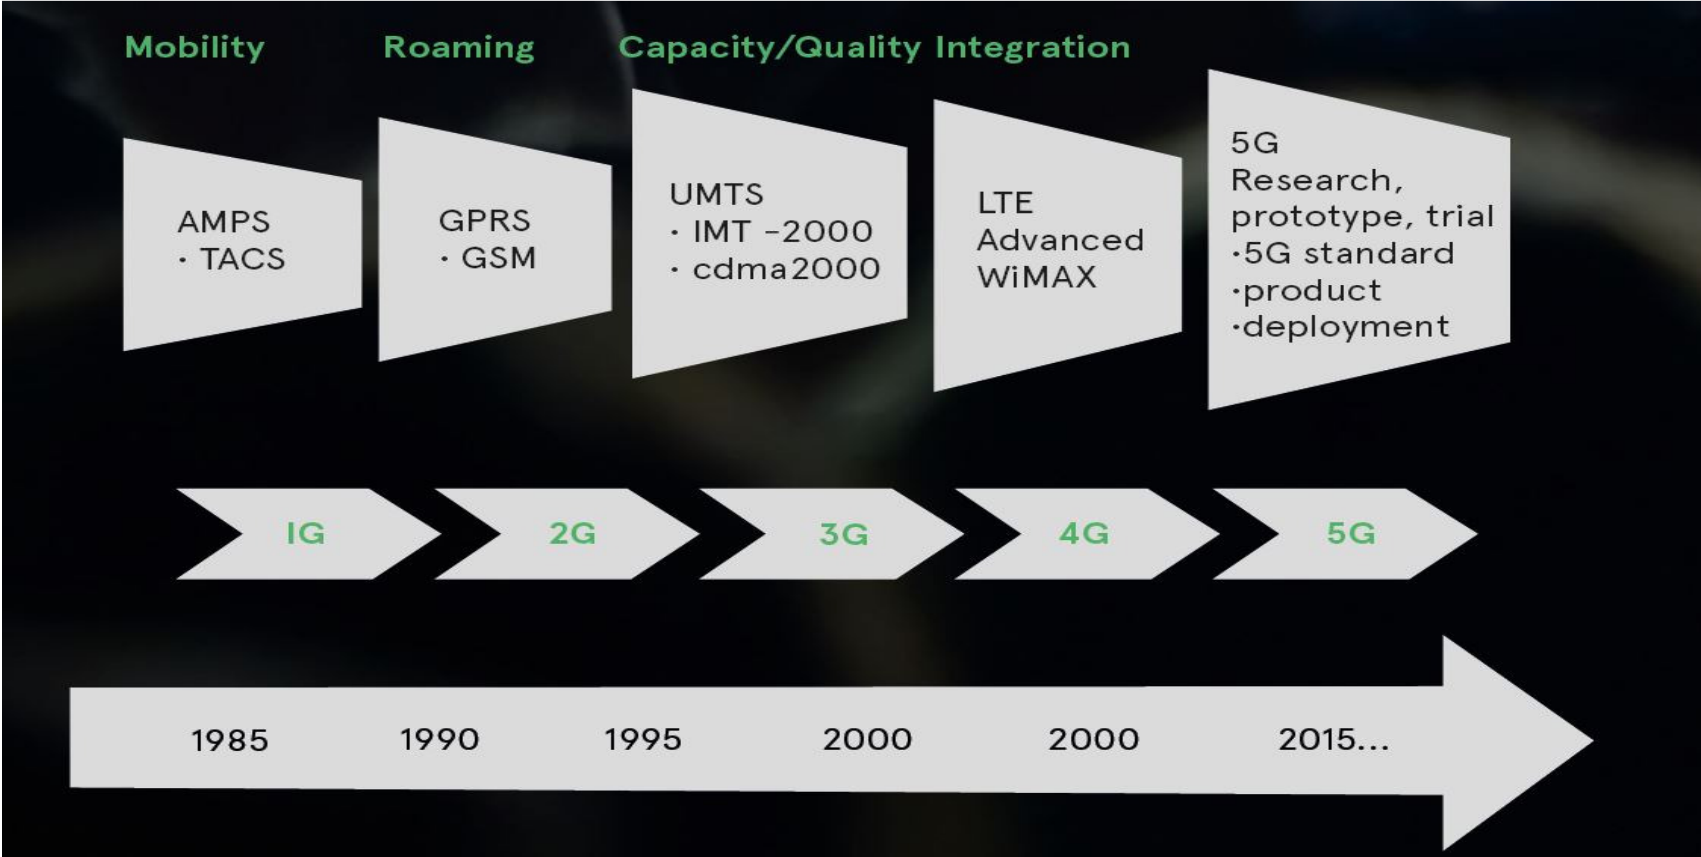 Mobility
Roaming
Capacity/Quality
Integration
AMPS
· TACS
GPRS
· GSM
UMTS
· IMT -2000
· cdma2000
LTE
Advanced
WiMAX
5G
Research,
prototype, trial
·5G standard
·product
·deployment
1G
2G
3G
4G
5G
1985
1990
1995
2000
2000
2015...